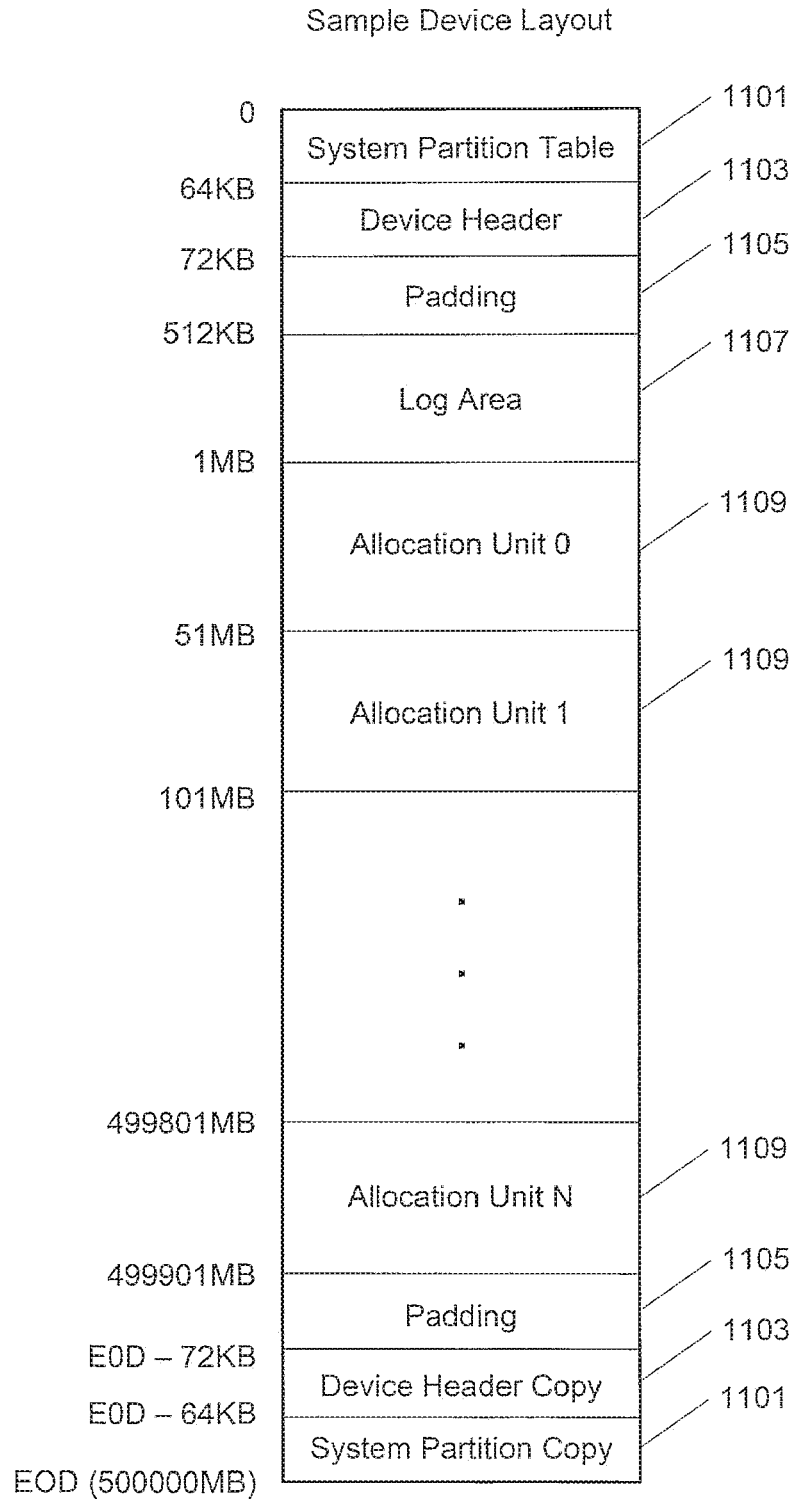 Sample Device Layout
0
1101
System Partition Table
64KB
1103
Device Header
72KB
1105
Padding
512KB
1107
Log Area
1MB
1109
Allocation Unit 0
51MB
1109
Allocation Unit 1
101MB
499801MB
1109
Allocation Unit N
499901MB
1105
Padding
E0D – 72KB
1103
Device Header Copy
E0D – 64KB
1101
System Partition Copy
EOD (500000MB)